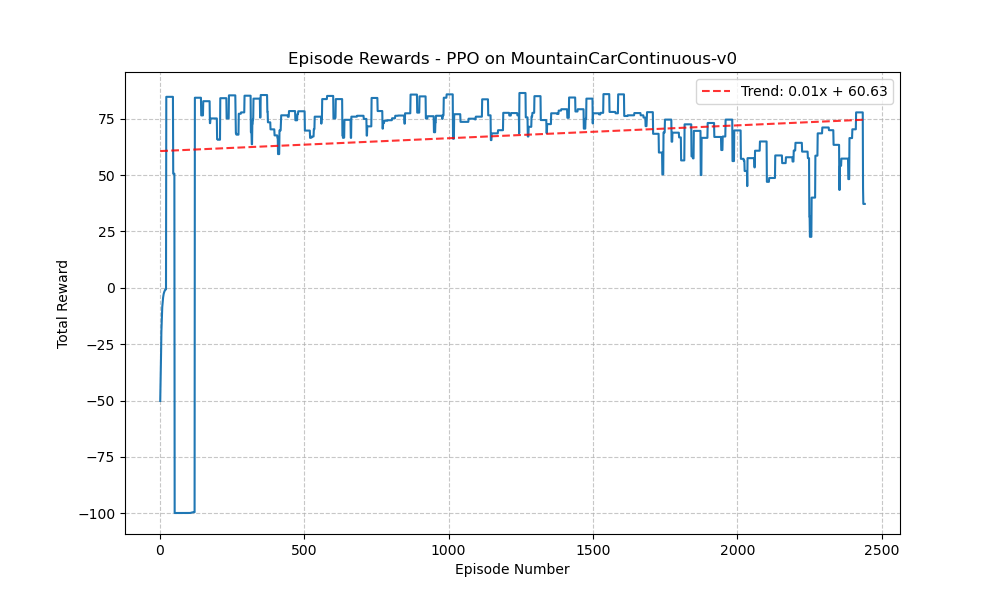 Episode Rewards - PPO on MountainCarContinuous-v0
Trend: 0.01x + 60.63
Total Reward
75
50
25
0
−25
−50
−75
−100
0 500 1000 1500 2000 2500
Episode Number